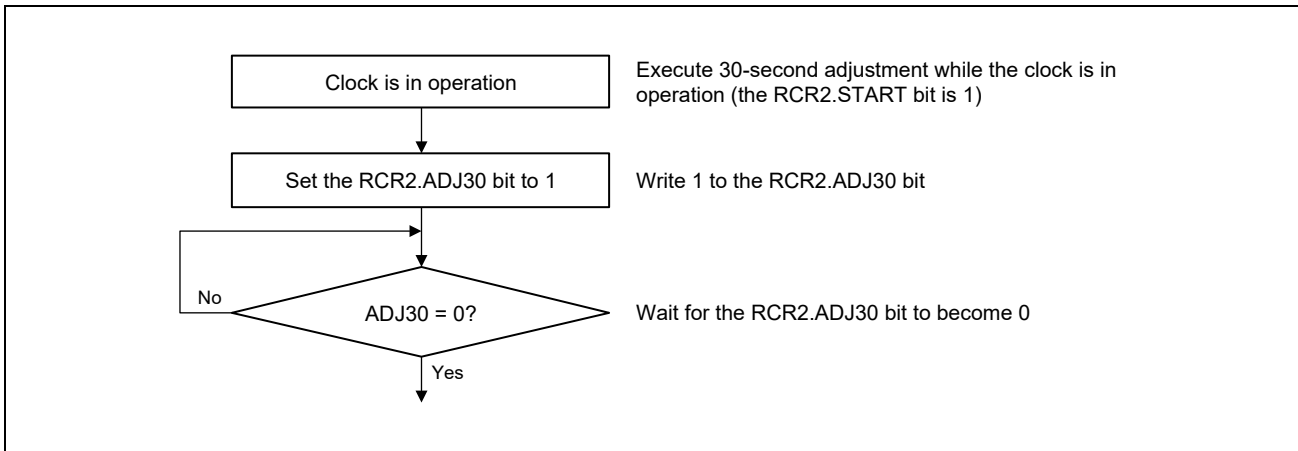 Clock is in operation
Execute 30-second adjustment while the clock is in
operation (the RCR2.START bit is 1)
Set the RCR2.ADJ30 bit to 1
Write 1 to the RCR2.ADJ30 bit
No
ADJ30 = 0?
Wait for the RCR2.ADJ30 bit to become 0
Yes